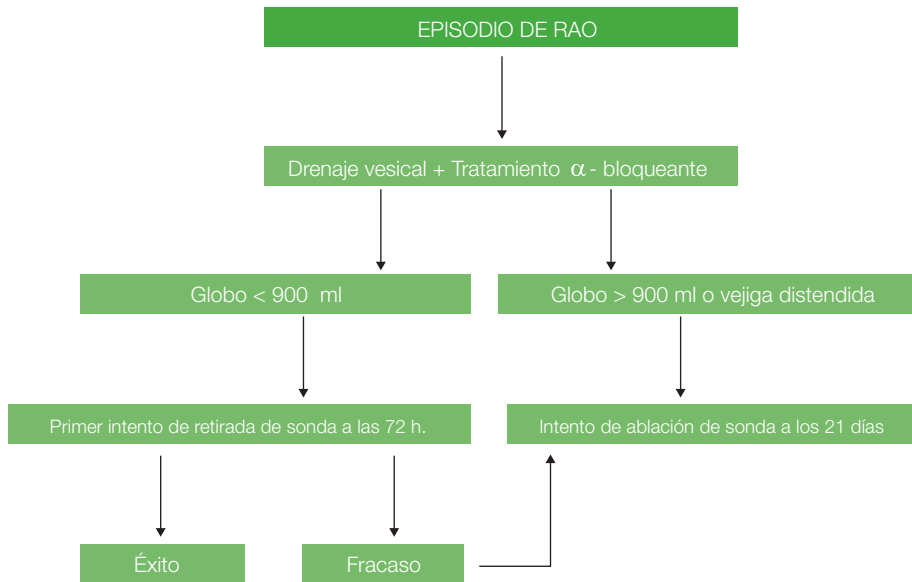 EPISODIO DE RAO
Drenaje vesical + Tratamiento α - bloqueante
Globo < 900 ml
Globo > 900 ml o vejiga distendida
Primer intento de retirada de sonda a las 72 h.
Intento de ablación de sonda a los 21 días
Éxito
Fracaso